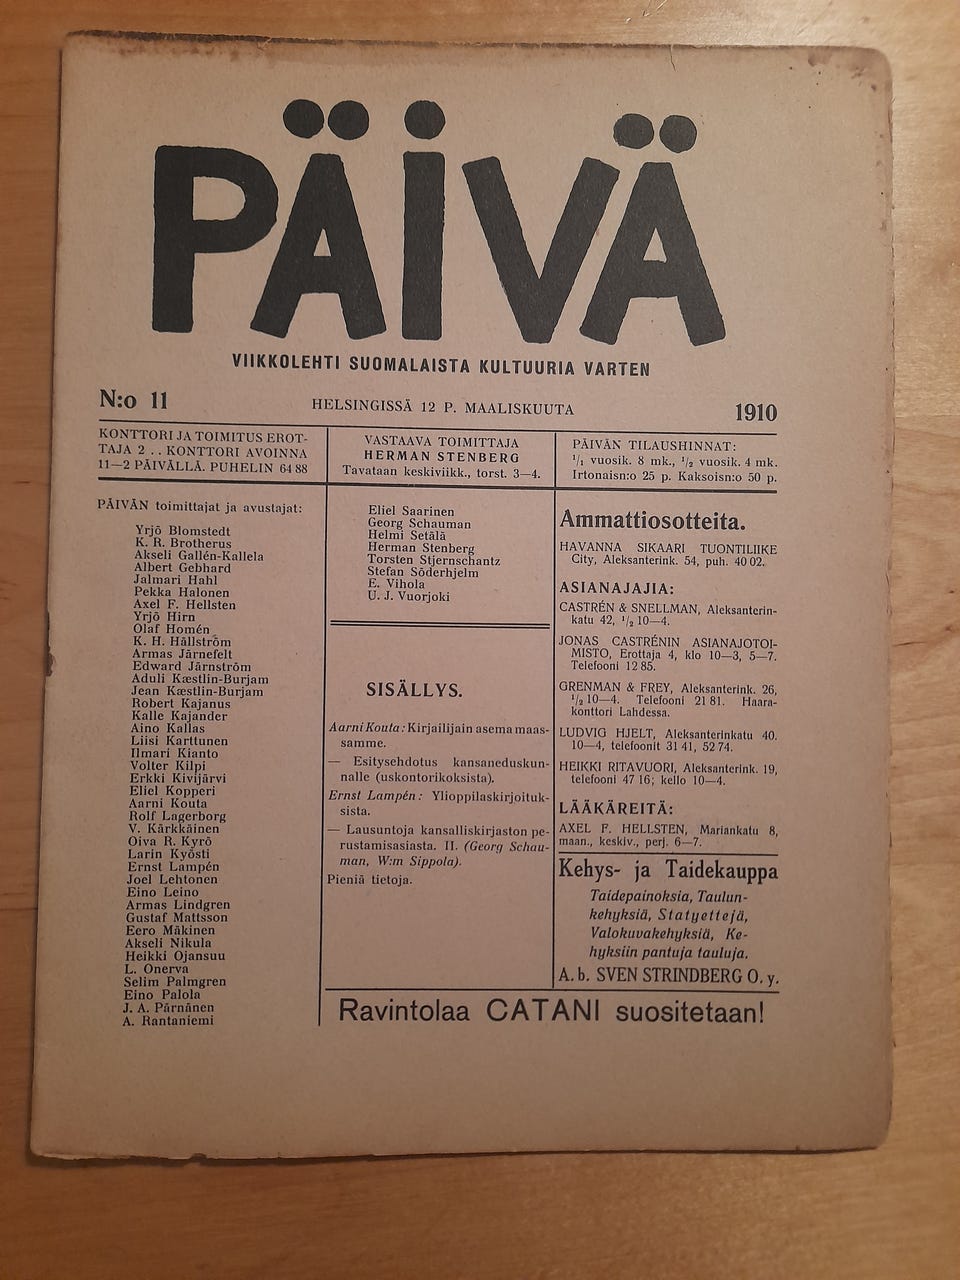 PÄIVÄ
VIIKKOLEHTI SUOMALAISTA KULTUURIA VARTEN
N:o 11
HELSINGISSÄ 12 P. MAALISKUUTA
1910
KONTTORI JA TOIMITUS EROT-
TAJA 2 . . KONTTORI AVOINNA
11—2 PÄIVÄLLÄ. PUHELIN 64 88
VASTAAVA TOIMITTAJA
HERMAN STENBERG
Tavataan keskiviikk., torst. 3—4.
PÄIVÄN TILAUSHINNAT:
1/1 vuosik. 8 mk., 1/2 vuosik. 4 mk.
Irtonaisn:o 25 p. Kaksoisn:o 50 p.
PÄIVÄN toimittajat ja avustajat:
Yrjö Blomstedt
K. R. Brotherus
Akseli Gallén-Kallela
Albert Gebhard
Jalmari Hahl
Pekka Halonen
Axel F. Hellsten
Yrjö Hirn
Olaf Homén
K. H. Hällström
Armas Järnefelt
Edward Järnström
Aduli Kæstlin-Burjam
Jean Kæstlin-Burjam
Robert Kajanus
Kalle Kajander
Aino Kallas
Liisi Karttunen
Ilmari Kianto
Volter Kilpi
Erkki Kivijärvi
Eliel Kopperi
Aarni Kouta
Rolf Lagerborg
V. Kärkkäinen
Oiva R. Kyrö
Larin Kyösti
Ernst Lampén
Joel Lehtonen
Eino Leino
Armas Lindgren
Gustaf Mattsson
Eero Mäkinen
Akseli Nikula
Heikki Ojansuu
L. Onerva
Selim Palmgren
Eino Palola
J. A. Pärnänen
A. Rantaniemi
Eliel Saarinen
Georg Schauman
Helmi Setälä
Herman Stenberg
Torsten Stjernschantz
Stefan Söderhjelm
E. Vihola
U. J. Vuorjoki
SISÄLLYS.
Aarni Kouta: Kirjailijain asema maas-
samme.
— Esitysehdotus kansaneduskun-
nalle (uskontorikoksista).
Ernst Lampén: Ylioppilaskirjoituk-
sista.
— Lausuntoja kansalliskirjaston pe-
rustamisasiasta. II. (Georg Schau-
man, W:m Sippola).
Pieniä tietoja.
Ammattiosotteita.
HAVANNA SIKAARI TUONTILIIKE
City, Aleksanterink. 54, puh. 40 02.
ASIANAJAJIA:
CASTRÉN & SNELLMAN, Aleksanterin-
katu 42, 1/2 10—4.
JONAS CASTRÉNIN ASIANAJOTOI-
MISTO, Erottaja 4, klo 10—3, 5—7.
Telefooni 12 85.
GRENMAN & FREY, Aleksanterink. 26,
1/2 10—4. Telefooni 21 81. Haara-
konttori Lahdessa.
LUDVIG HJELT, Aleksanterinkatu 40.
10—4, telefoonit 31 41, 52 74.
HEIKKI RITAVUORI, Aleksanterink. 19,
telefooni 47 16; kello 10—4.
LÄÄKÄREITÄ:
AXEL F. HELLSTEN, Mariankatu 8,
maan., keskiv., perj. 6—7.
Kehys- ja Taidekauppa
Taidepainoksia, Taulun-
kehyksiä, Statyettejä,
Valokuvakehyksiä, Ke-
hyksiin pantuja tauluja.
A. b. SVEN STRINDBERG O. y.
Ravintolaa CATANI suositetaan!